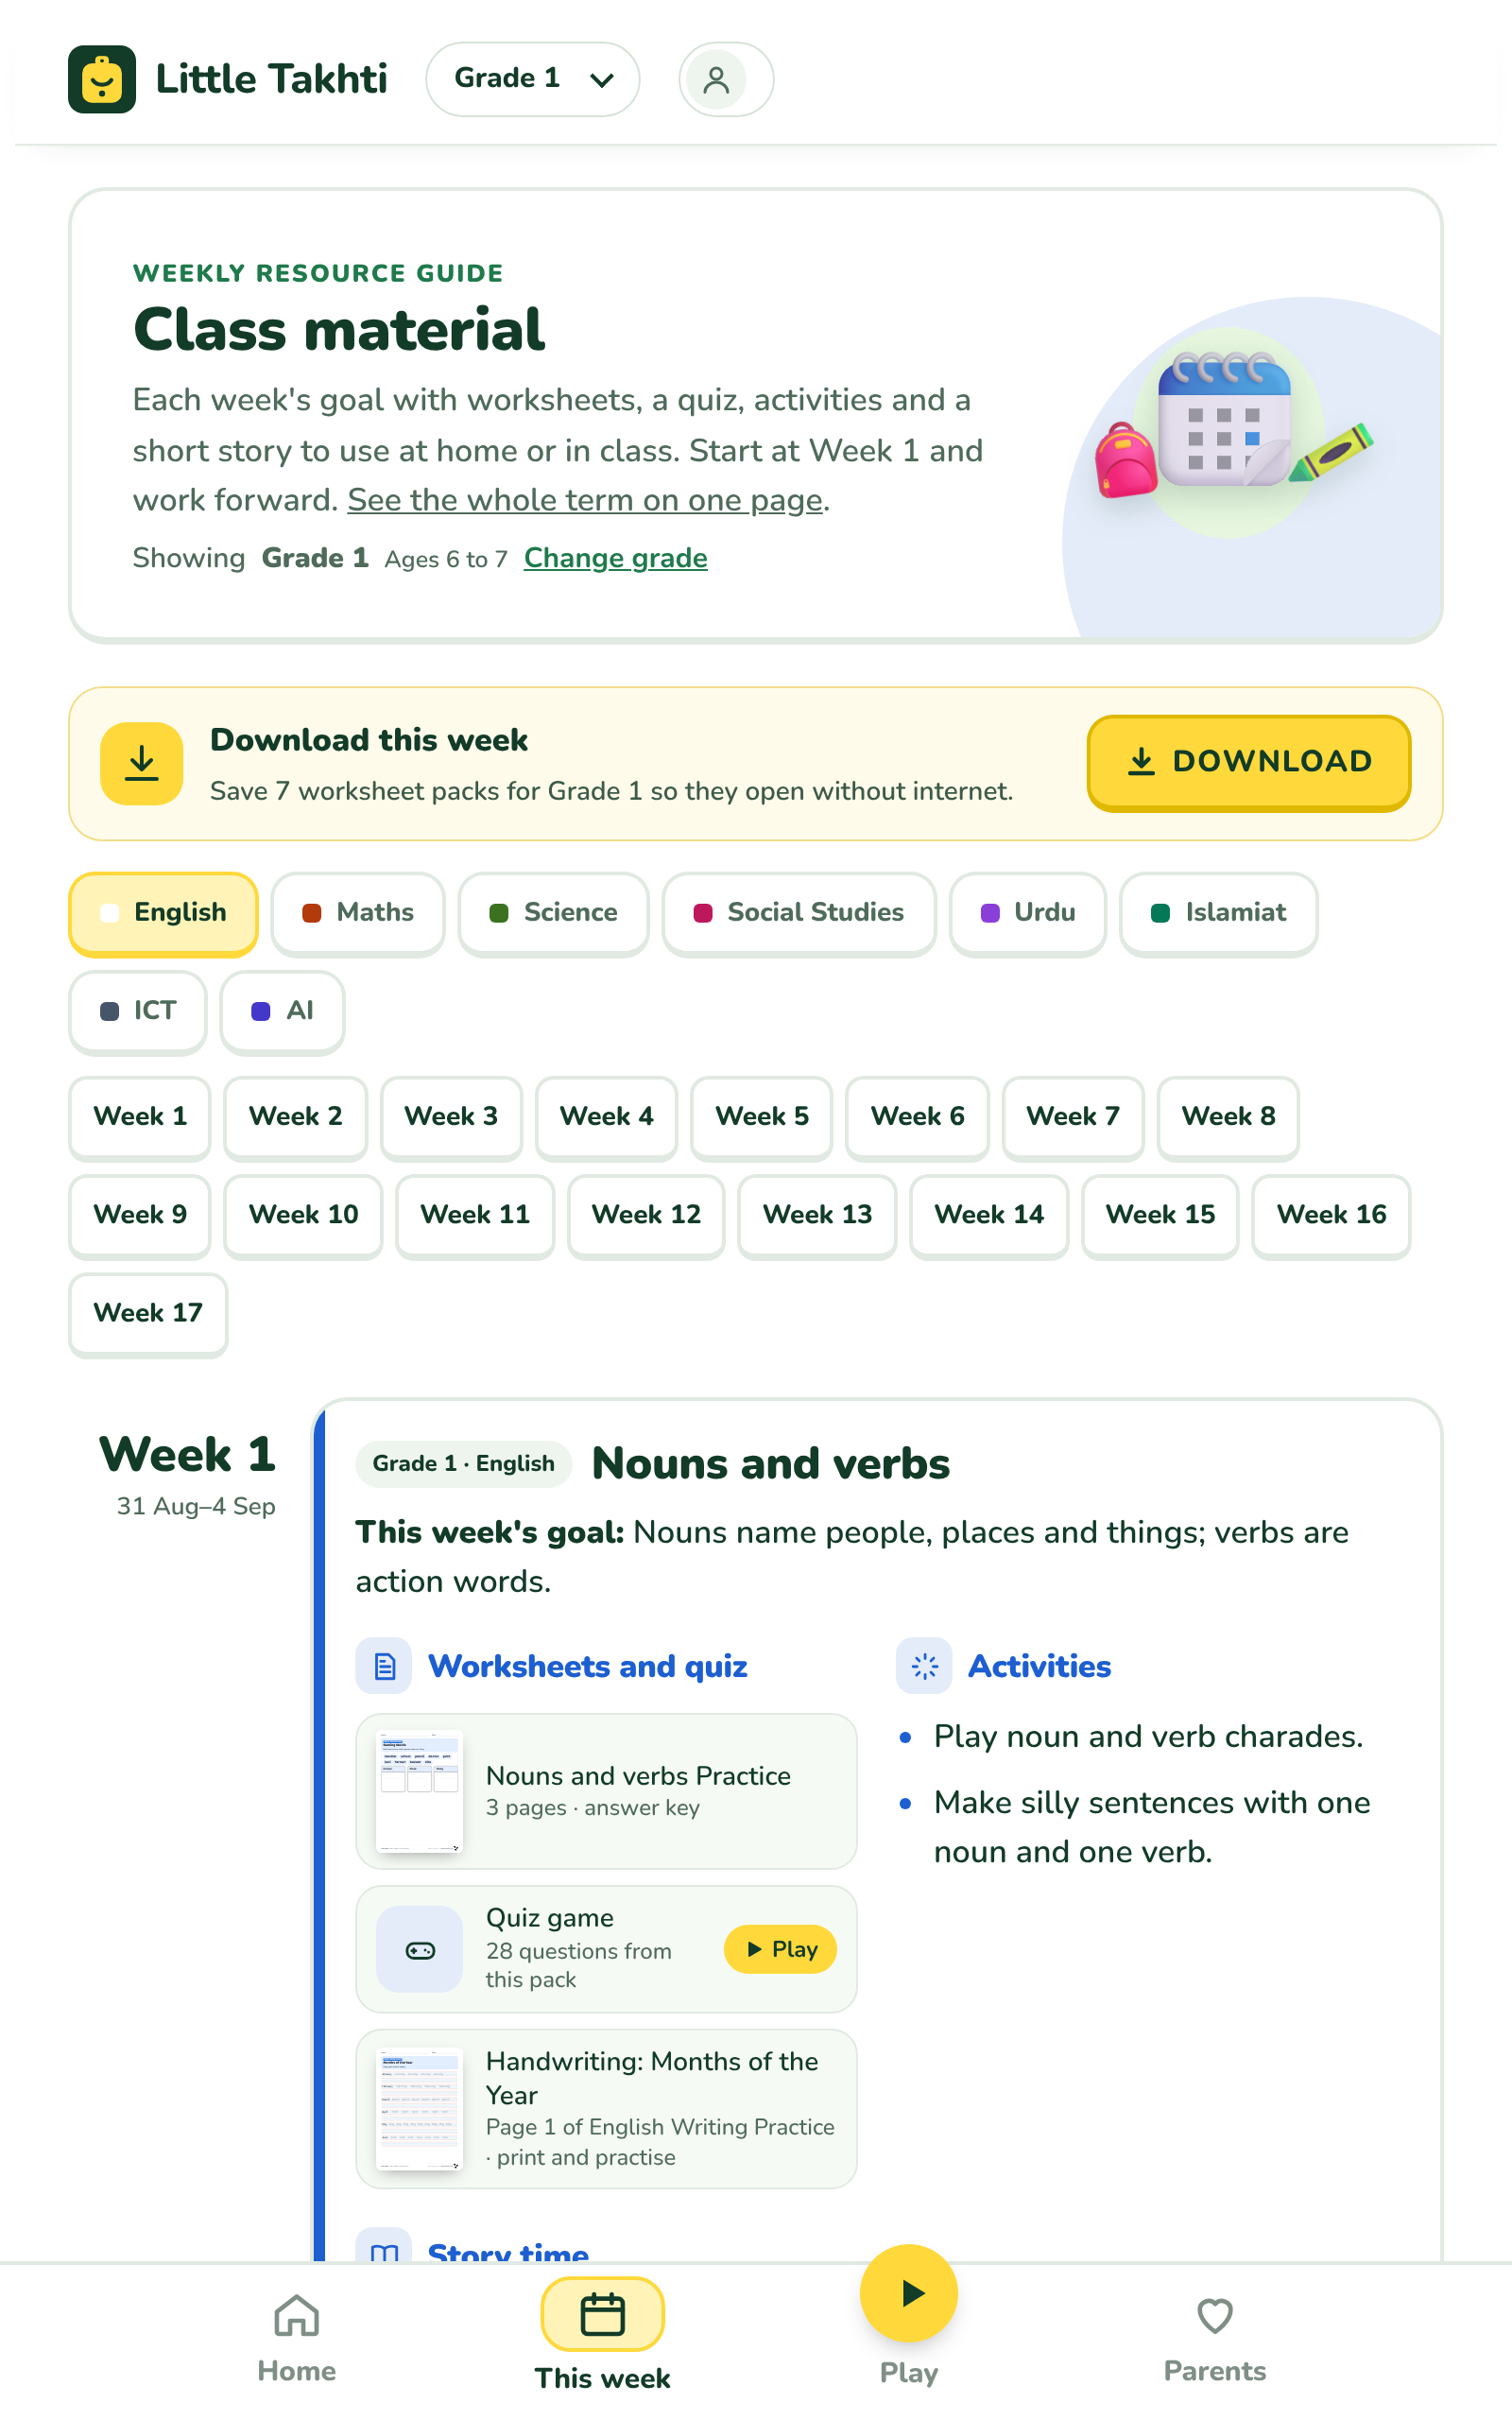 Little Takhti
Grade 1
WEEKLY RESOURCE GUIDE
Class material
Each week's goal with worksheets, a quiz, activities and a
short story to use at home or in class. Start at Week 1 and
work forward. See the whole term on one page.
Showing Grade 1 Ages 6 to 7 Change grade
Download this week
Save 7 worksheet packs for Grade 1 so they open without internet.
DOWNLOAD
English Maths Science Social Studies Urdu Islamiat
ICT AI
Week 1 Week 2 Week 3 Week 4 Week 5 Week 6 Week 7 Week 8
Week 9 Week 10 Week 11 Week 12 Week 13 Week 14 Week 15 Week 16
Week 17
Week 1
31 Aug–4 Sep
Grade 1 · English Nouns and verbs
This week's goal: Nouns name people, places and things; verbs are
action words.
Worksheets and quiz
Nouns and verbs Practice
3 pages · answer key
Quiz game
28 questions from
this pack
Play
Handwriting: Months of the
Year
Page 1 of English Writing Practice
· print and practise
Activities
• Play noun and verb charades.
• Make silly sentences with one
noun and one verb.
Story time
Home
This week
Play
Parents